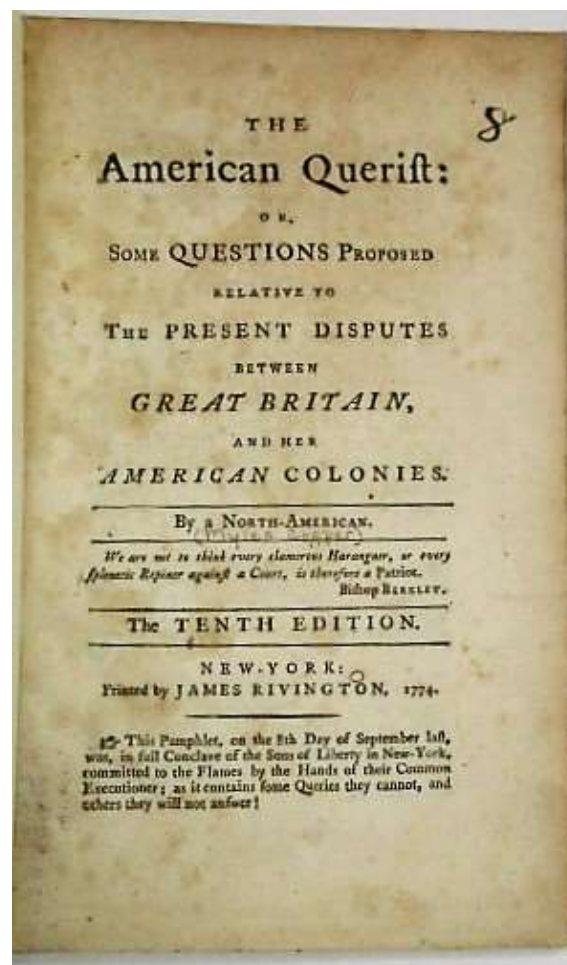 THE
8
American Querist:
OR,
SOME QUESTIONS PROPOSED
RELATIVE TO
THE PRESENT DISPUTES
BETWEEN
GREAT BRITAIN,
AND HER
AMERICAN COLONIES.
By a NORTH-AMERICAN.
(Myles Cooper)
We are not to think every clamorous Haranguer, or every
splenetic Repiner against a Court, is therefore a Patriot.
Bishop BERKLEY.
The TENTH EDITION.
NEW-YORK:
Printed by JAMES RIVINGTON, 1774.
☞ This Pamphlet, on the 8th Day of September last,
was, in full Conclave of the Sons of Liberty in New-York,
committed to the Flames by the Hands of their Common
Executioner; as it contains some Queries they cannot, and
others they will not answer!